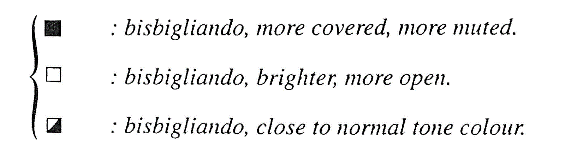 ■ : bisbigliando, more covered, more muted.
□ : bisbigliando, brighter, more open.
◪ : bisbigliando, close to normal tone colour.